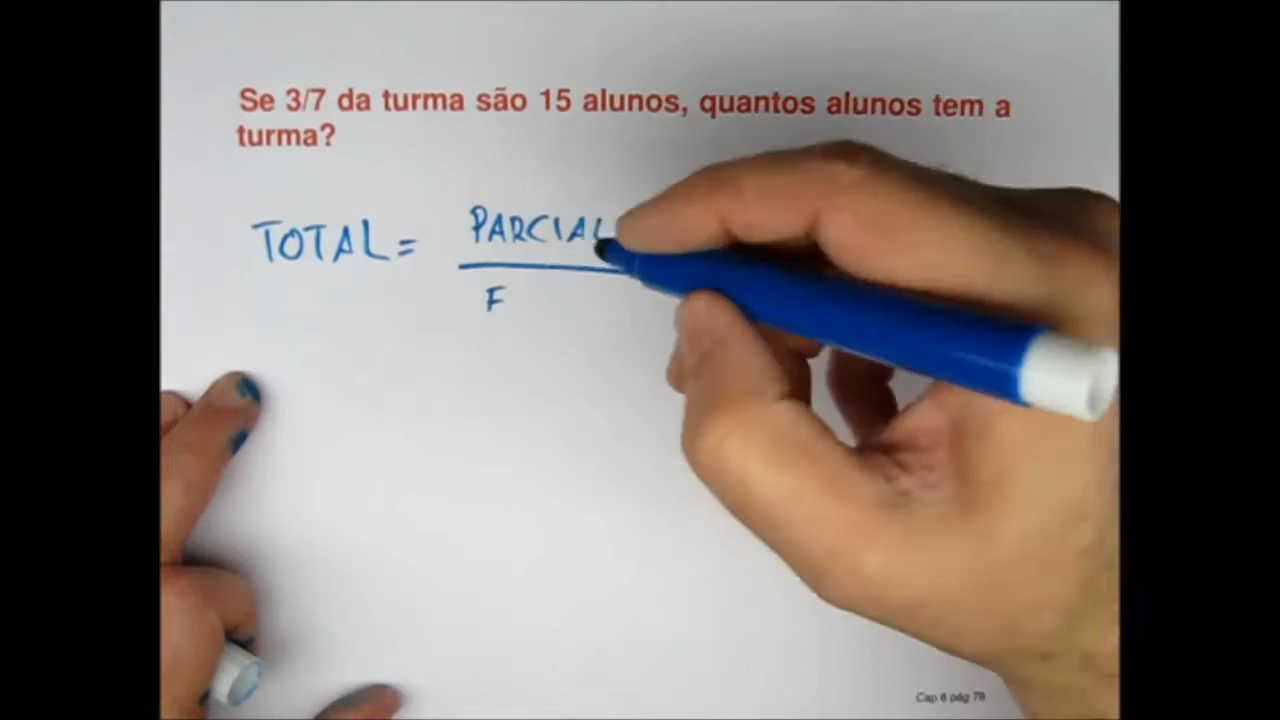 Se 3/7 da turma são 15 alunos, quantos alunos tem a
turma?
TOTAL = PARCIAL
F
Cap 6 pág 79